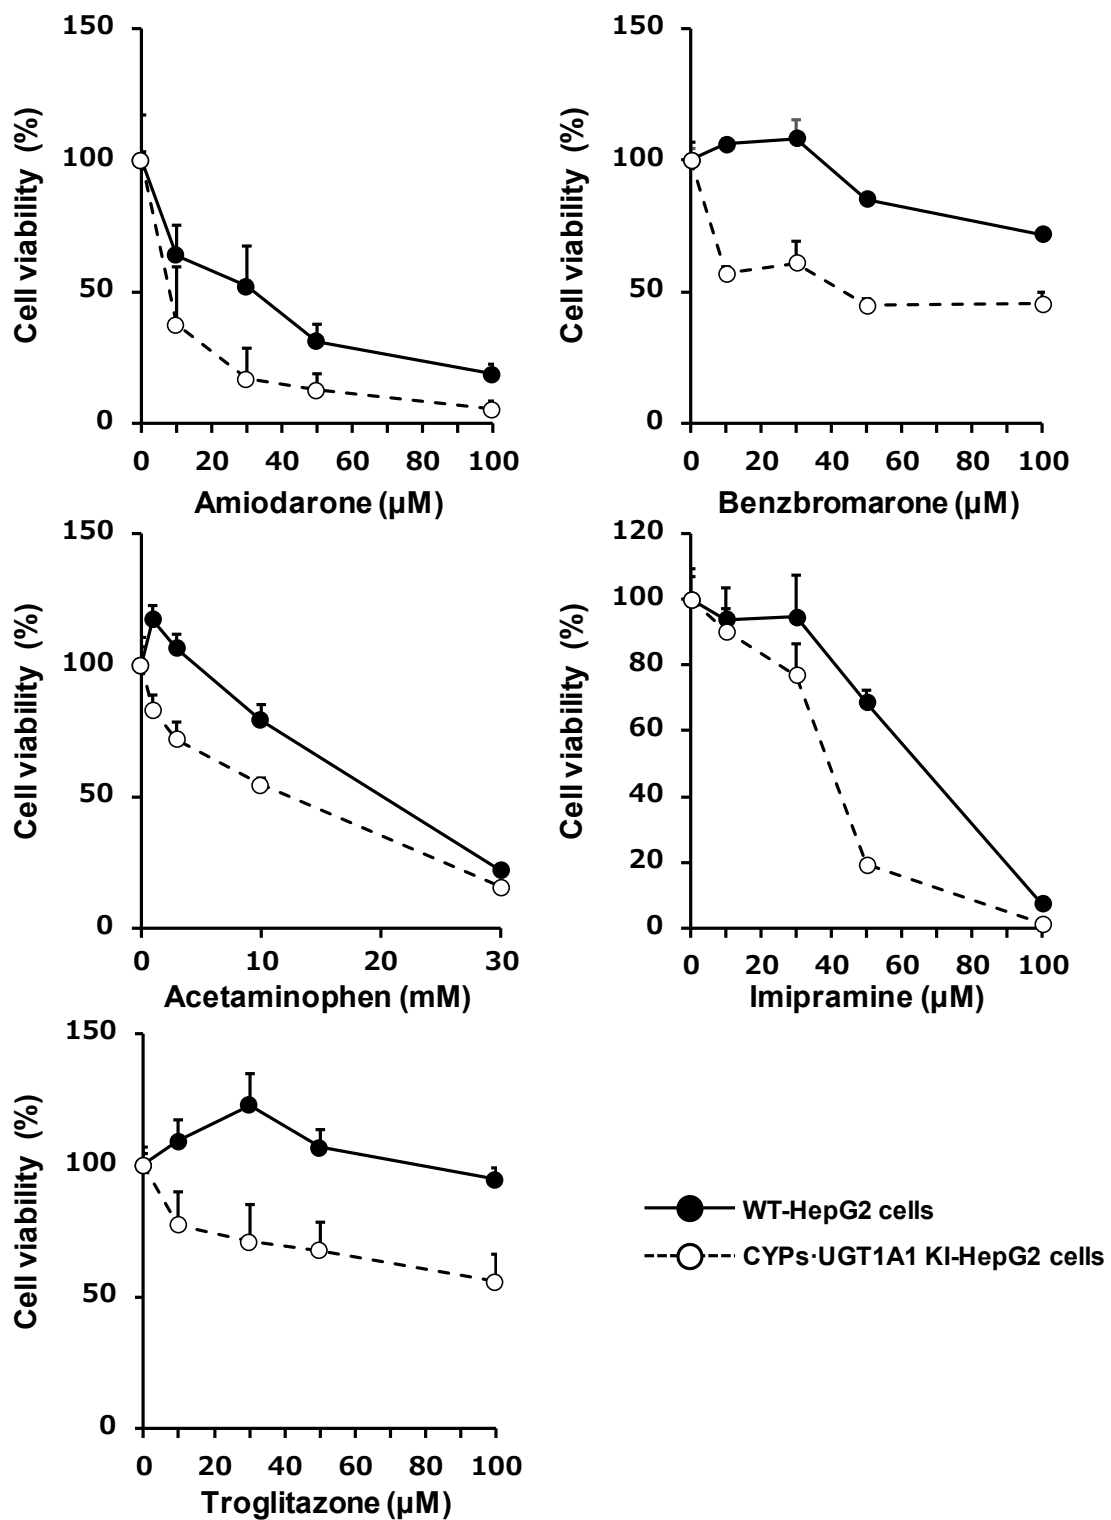 150
100
50
0
Cell viability (%)
0 20 40 60 80 100
Amiodarone (µM)
150
100
50
0
Cell viability (%)
0 20 40 60 80 100
Benzbromarone (µM)
150
100
50
0
Cell viability (%)
0 10 20 30
Acetaminophen (mM)
120
100
80
60
40
20
0
Cell viability (%)
0 20 40 60 80 100
Imipramine (µM)
150
100
50
0
Cell viability (%)
0 20 40 60 80 100
Troglitazone (µM)
WT-HepG2 cells
CYPs·UGT1A1 KI-HepG2 cells